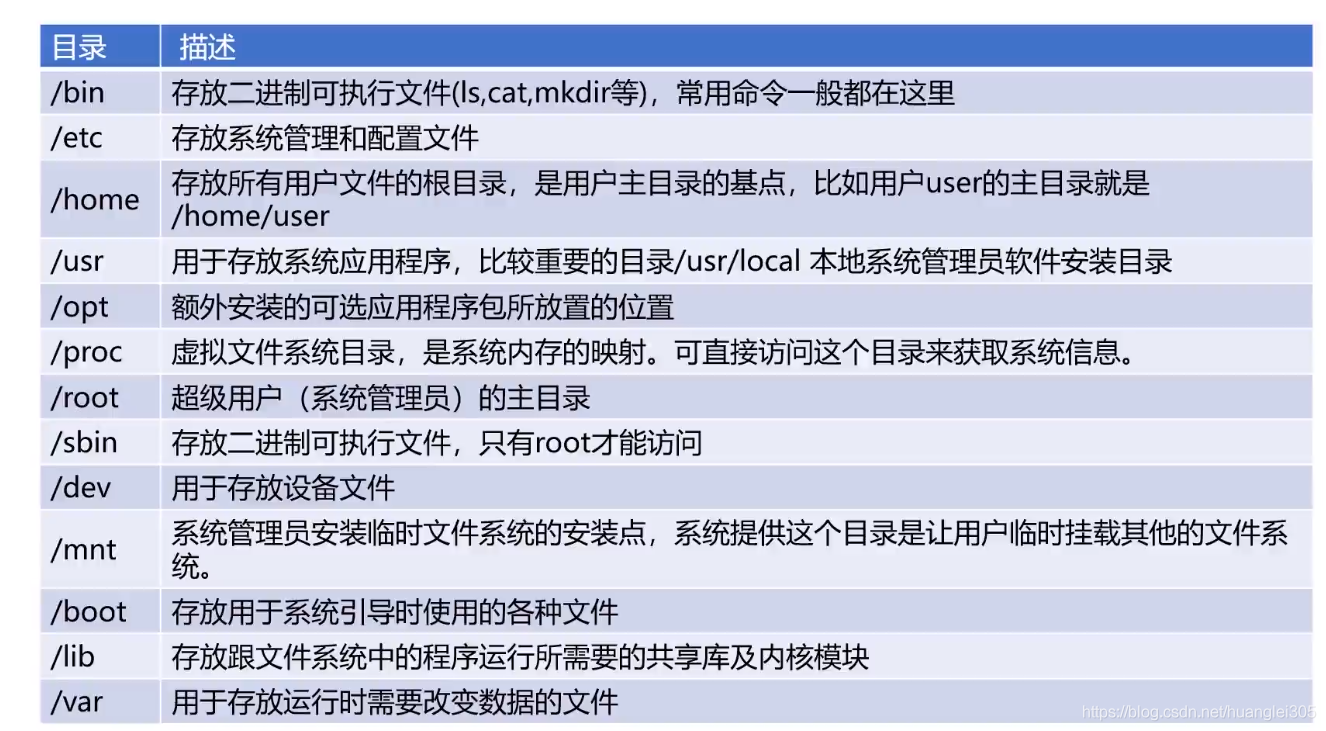 目录 描述
/bin 存放二进制可执行文件(ls,cat,mkdir等)，常用命令一般都在这里
/etc 存放系统管理和配置文件
/home 存放所有用户文件的根目录，是用户主目录的基点，比如用户user的主目录就是
/home/user
/usr 用于存放系统应用程序，比较重要的目录/usr/local 本地系统管理员软件安装目录
/opt 额外安装的可选应用程序包所放置的位置
/proc 虚拟文件系统目录，是系统内存的映射。可直接访问这个目录来获取系统信息。
/root 超级用户（系统管理员）的主目录
/sbin 存放二进制可执行文件，只有root才能访问
/dev 用于存放设备文件
/mnt 系统管理员安装临时文件系统的安装点，系统提供这个目录是让用户临时挂载其他的文件系
统。
/boot 存放用于系统引导时使用的各种文件
/lib 存放跟文件系统中的程序运行所需要的共享库及内核模块
/var 用于存放运行时需要改变数据的文件
https://blog.csdn.net/huanglei305